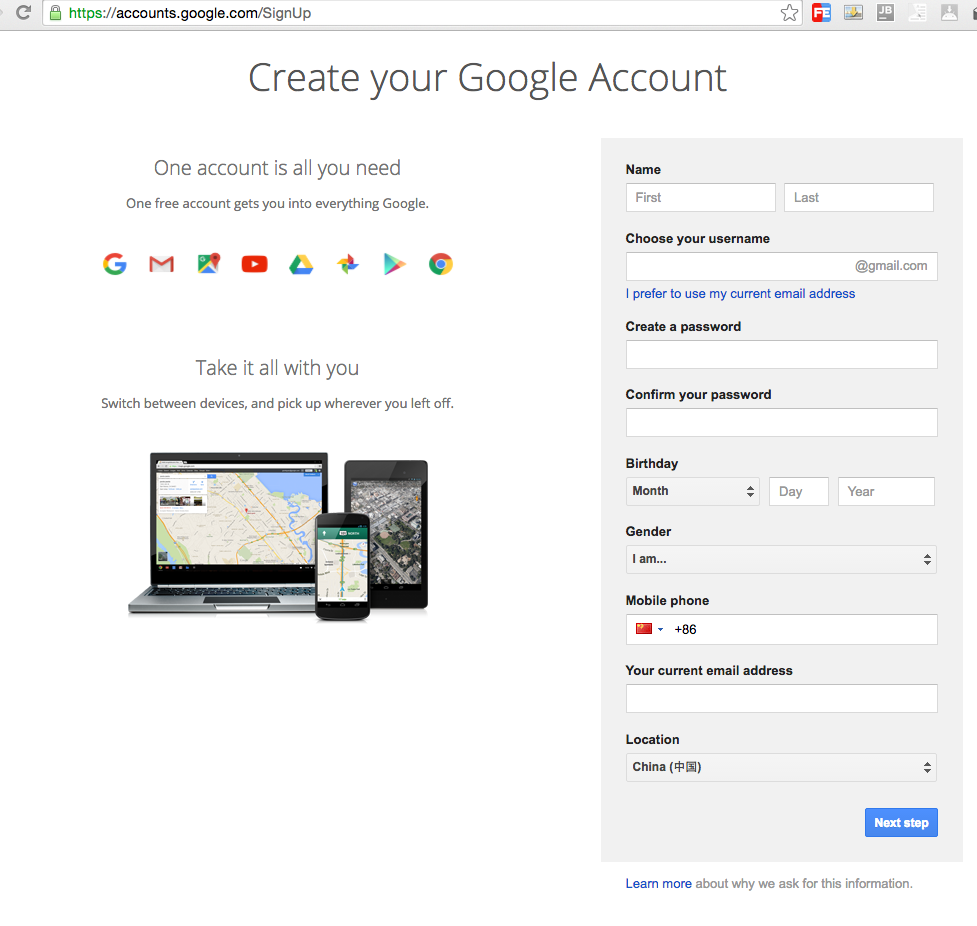 https://accounts.google.com/SignUp
FE
JB
Create your Google Account
One account is all you need
One free account gets you into everything Google.
Take it all with you
Switch between devices, and pick up wherever you left off.
Name
First
Last
Choose your username
@gmail.com
I prefer to use my current email address
Create a password
Confirm your password
Birthday
Month
Day
Year
Gender
I am...
Mobile phone
+86
Your current email address
Location
China (中国)
Next step
Learn more about why we ask for this information.